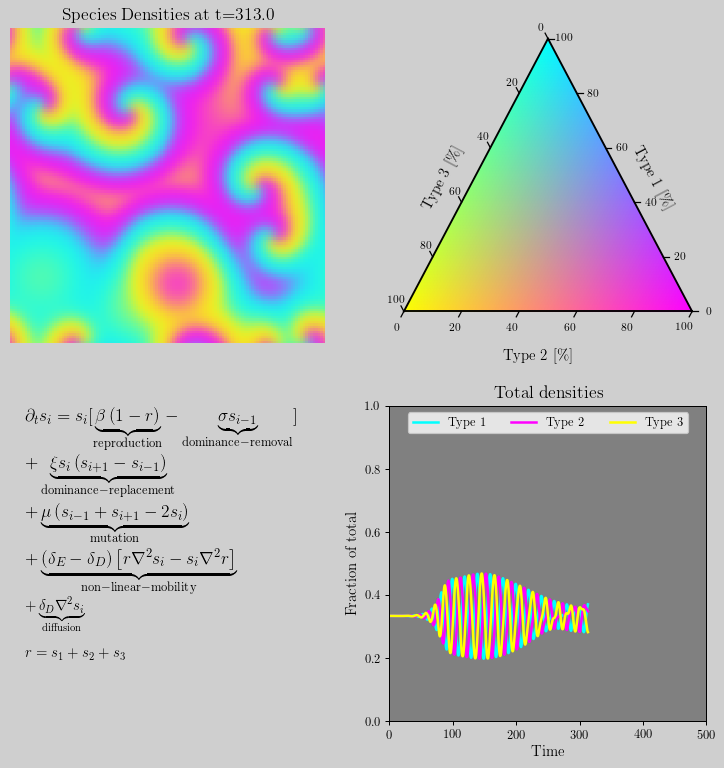 Species Densities at t=313.0
0
100
20
80
40
60
60
40
80
20
100
0
0 20 40 60 80 100
Type 3 [%]
Type 1 [%]
Type 2 [%]
∂ₜsᵢ = sᵢ[ β (1 − r) − σsᵢ₋₁ ]
reproduction dominance−removal
+ ξsᵢ (sᵢ₊₁ − sᵢ₋₁)
dominance−replacement
+ μ (sᵢ₋₁ + sᵢ₊₁ − 2sᵢ)
mutation
+ (δ_E − δ_D) [r∇²sᵢ − sᵢ∇²r]
non−linear−mobility
+ δ_D∇²sᵢ
diffusion
r = s₁ + s₂ + s₃
Total densities
Type 1 Type 2 Type 3
1.0
0.8
0.6
0.4
0.2
0.0
Fraction of total
0 100 200 300 400 500
Time